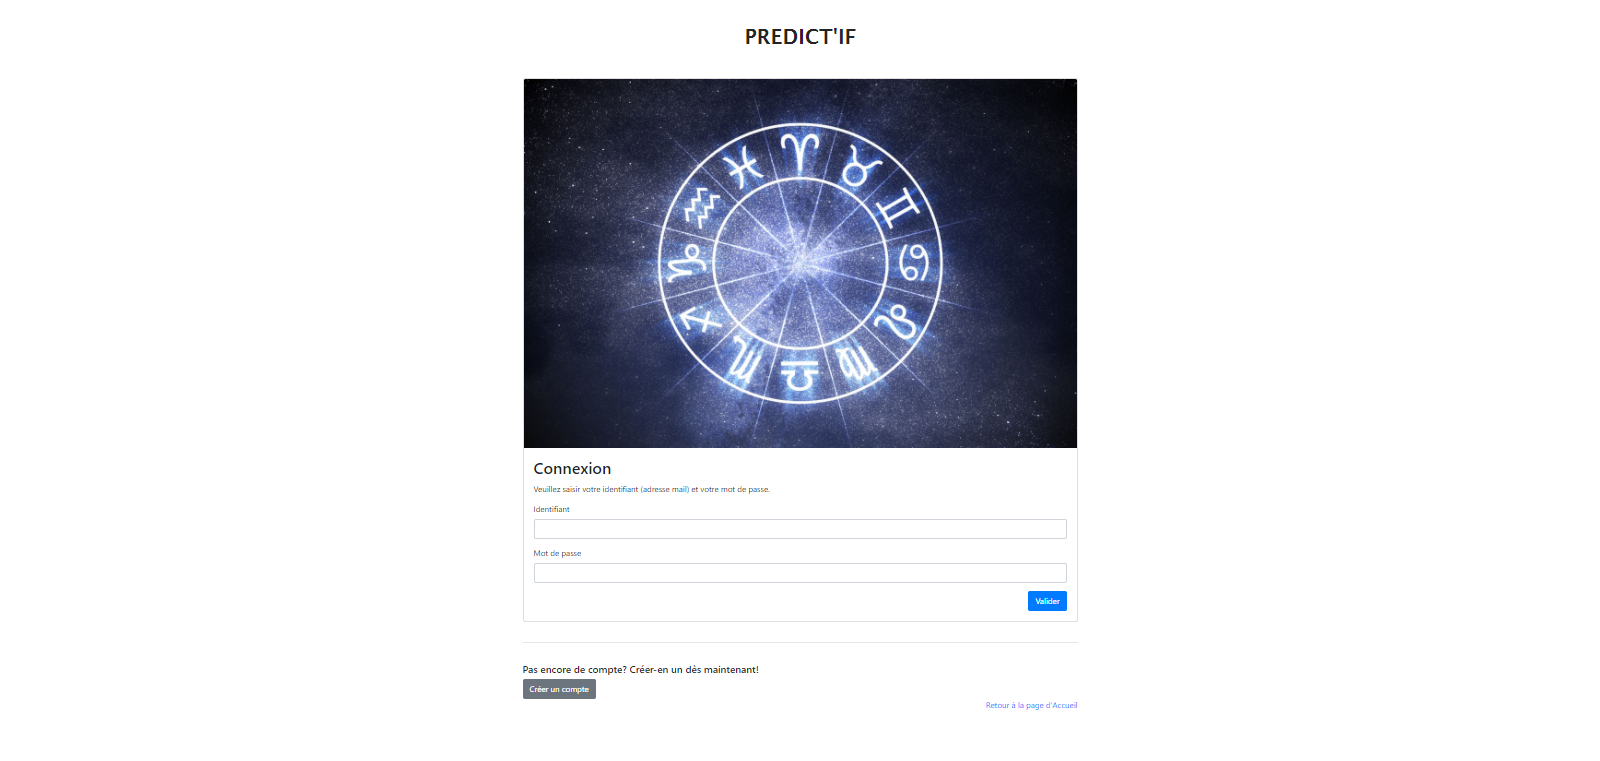 PREDICT'IF
Connexion
Veuillez saisir votre identifiant (adresse mail) et votre mot de passe.
Identifiant
Mot de passe
Valider
Pas encore de compte? Créer-en un dès maintenant!
Créer un compte
Retour à la page d'Accueil